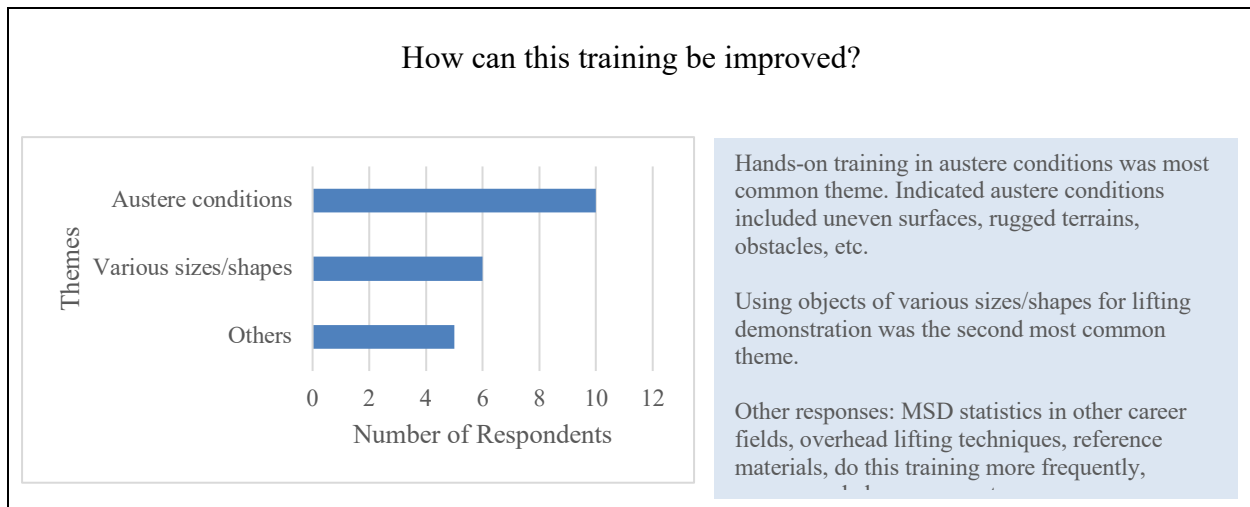 How can this training be improved?
Themes
Austere conditions
Various sizes/shapes
Others
0 2 4 6 8 10 12
Number of Respondents
Hands-on training in austere conditions was most
common theme. Indicated austere conditions
included uneven surfaces, rugged terrains,
obstacles, etc.
Using objects of various sizes/shapes for lifting
demonstration was the second most common
theme.
Other responses: MSD statistics in other career
fields, overhead lifting techniques, reference
materials, do this training more frequently,